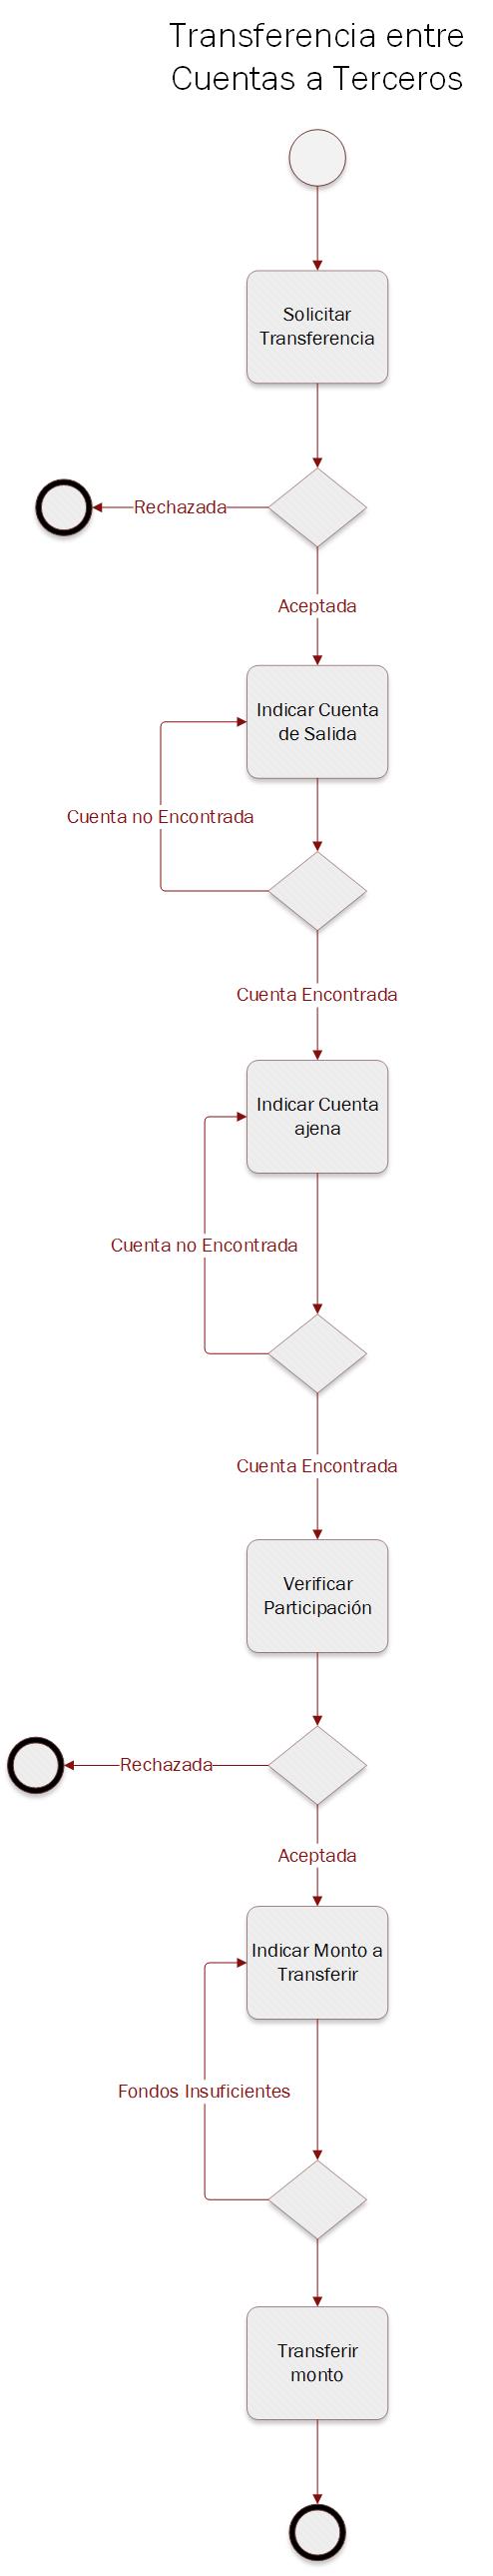 Transferencia entre
Cuentas a Terceros
Solicitar
Transferencia
Rechazada
Aceptada
Indicar Cuenta
de Salida
Cuenta no Encontrada
Cuenta Encontrada
Indicar Cuenta
ajena
Cuenta no Encontrada
Cuenta Encontrada
Verificar
Participación
Rechazada
Aceptada
Indicar Monto a
Transferir
Fondos Insuficientes
Transferir
monto